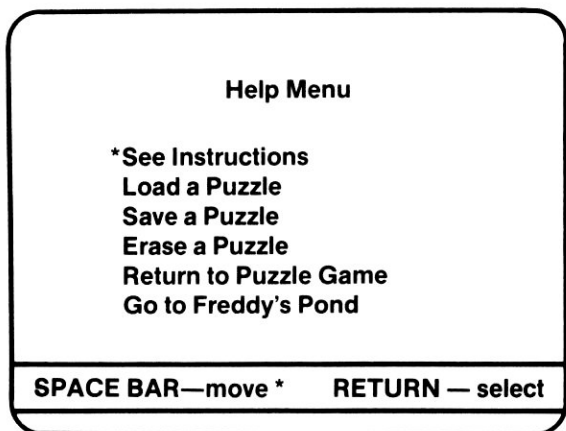 Help Menu
*See Instructions
Load a Puzzle
Save a Puzzle
Erase a Puzzle
Return to Puzzle Game
Go to Freddy's Pond
SPACE BAR—move * RETURN — select